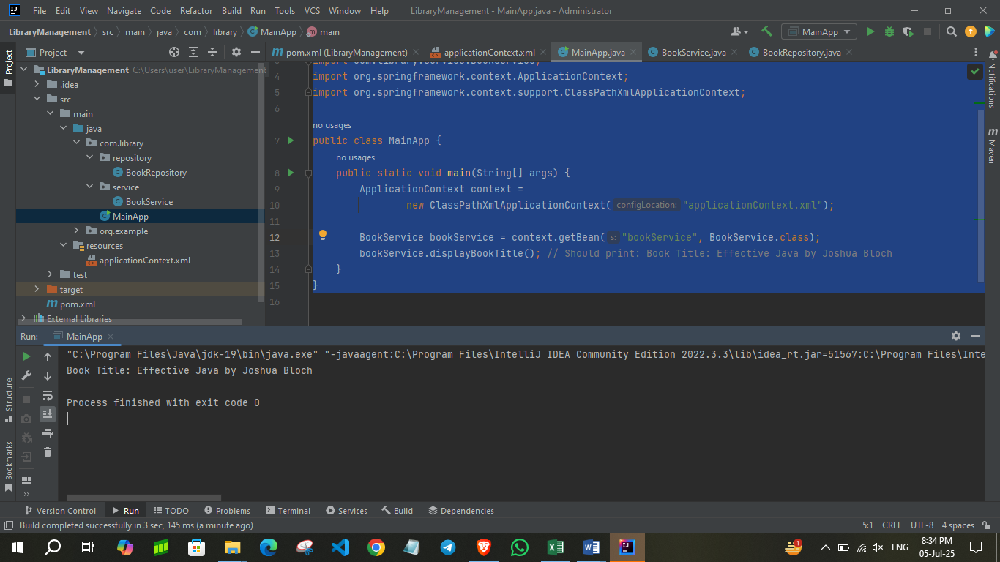 File Edit View Navigate Code Refactor Build Run Tools VCS Window Help LibraryManagement - MainApp.java - Administrator
LibraryManagement src main java com library MainApp main
MainApp
Project
pom.xml (LibraryManagement) applicationContext.xml MainApp.java BookService.java BookRepository.java
Project
Structure
Bookmarks
Notifications
Maven
LibraryManagement C:\Users\user\LibraryManagement
.idea
src
main
java
com.library
repository
BookRepository
service
BookService
MainApp
org.example
resources
applicationContext.xml
test
target
pom.xml
External Libraries
4 import org.springframework.context.ApplicationContext;
5 import org.springframework.context.support.ClassPathXmlApplicationContext;
6
no usages
7 public class MainApp {
no usages
8 public static void main(String[] args) {
9 ApplicationContext context =
10 new ClassPathXmlApplicationContext( configLocation: "applicationContext.xml");
11
12 BookService bookService = context.getBean( s: "bookService", BookService.class);
13 bookService.displayBookTitle(); // Should print: Book Title: Effective Java by Joshua Bloch
14 }
15 }
16
Run: MainApp
"C:\Program Files\Java\jdk-19\bin\java.exe" "-javaagent:C:\Program Files\IntelliJ IDEA Community Edition 2022.3.3\lib\idea_rt.jar=51567:C:\Program Files\Inte
Book Title: Effective Java by Joshua Bloch
Process finished with exit code 0
Version Control Run TODO Problems Terminal Services Build Dependencies
Build completed successfully in 3 sec, 145 ms (a minute ago) 5:1 CRLF UTF-8 4 spaces
ENG 8:34 PM
05-Jul-25